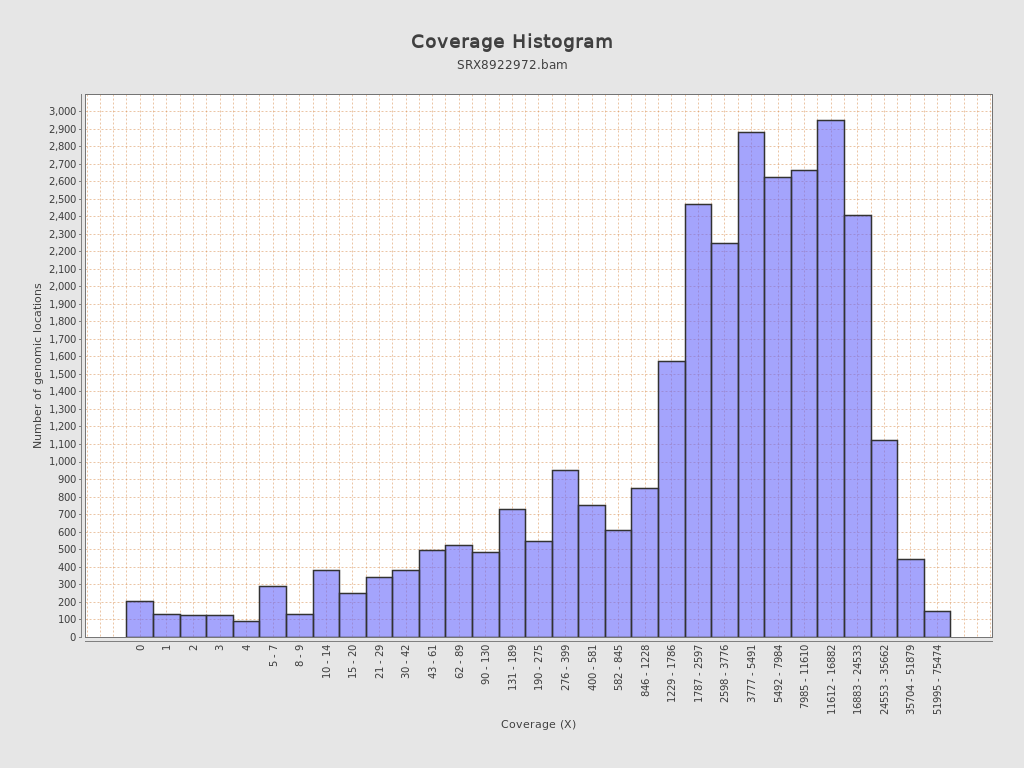 Coverage Histogram
SRX8922972.bam
Number of genomic locations
3,000
2,900
2,800
2,700
2,600
2,500
2,400
2,300
2,200
2,100
2,000
1,900
1,800
1,700
1,600
1,500
1,400
1,300
1,200
1,100
1,000
900
800
700
600
500
400
300
200
100
0
0
1
2
3
4
5 - 7
8 - 9
10 - 14
15 - 20
21 - 29
30 - 42
43 - 61
62 - 89
90 - 130
131 - 189
190 - 275
276 - 399
400 - 581
582 - 845
846 - 1228
1229 - 1786
1787 - 2597
2598 - 3776
3777 - 5491
5492 - 7984
7985 - 11610
11612 - 16882
16883 - 24533
24553 - 35662
35704 - 51879
51995 - 75474
Coverage (X)